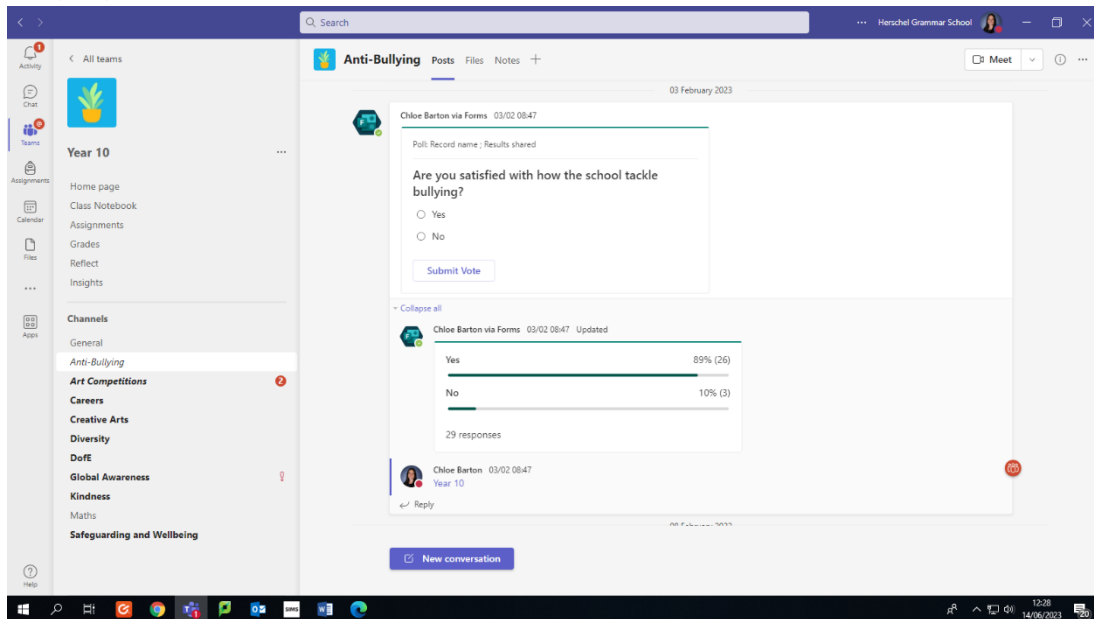 Search
Herschel Grammar School
Activity
Chat
Teams
Assignments
Calendar
Files
Apps
Help
All teams
Year 10
Home page
Class Notebook
Assignments
Grades
Reflect
Insights
Channels
General
Anti-Bullying
Art Competitions 2
Careers
Creative Arts
Diversity
DofE
Global Awareness
Kindness
Maths
Safeguarding and Wellbeing
Anti-Bullying Posts Files Notes
Meet
03 February 2023
Chloe Barton via Forms 03/02 08:47
Poll: Record name ; Results shared
Are you satisfied with how the school tackle
bullying?
Yes
No
Submit Vote
Collapse all
Chloe Barton via Forms 03/02 08:47 Updated
Yes 89% (26)
No 10% (3)
29 responses
Chloe Barton 03/02 08:47
Year 10
Reply
New conversation
SIMS
12:28
14/06/2023
20